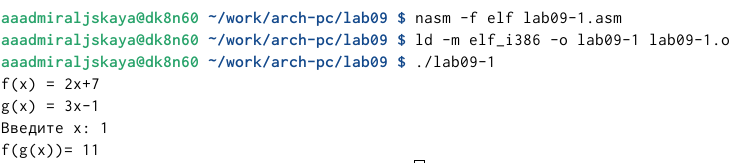 aaadmiraljskaya@dk8n60 ~/work/arch-pc/lab09 $ nasm -f elf lab09-1.asm
aaadmiraljskaya@dk8n60 ~/work/arch-pc/lab09 $ ld -m elf_i386 -o lab09-1 lab09-1.o
aaadmiraljskaya@dk8n60 ~/work/arch-pc/lab09 $ ./lab09-1
f(x) = 2x+7
g(x) = 3x-1
Введите x: 1
f(g(x))= 11